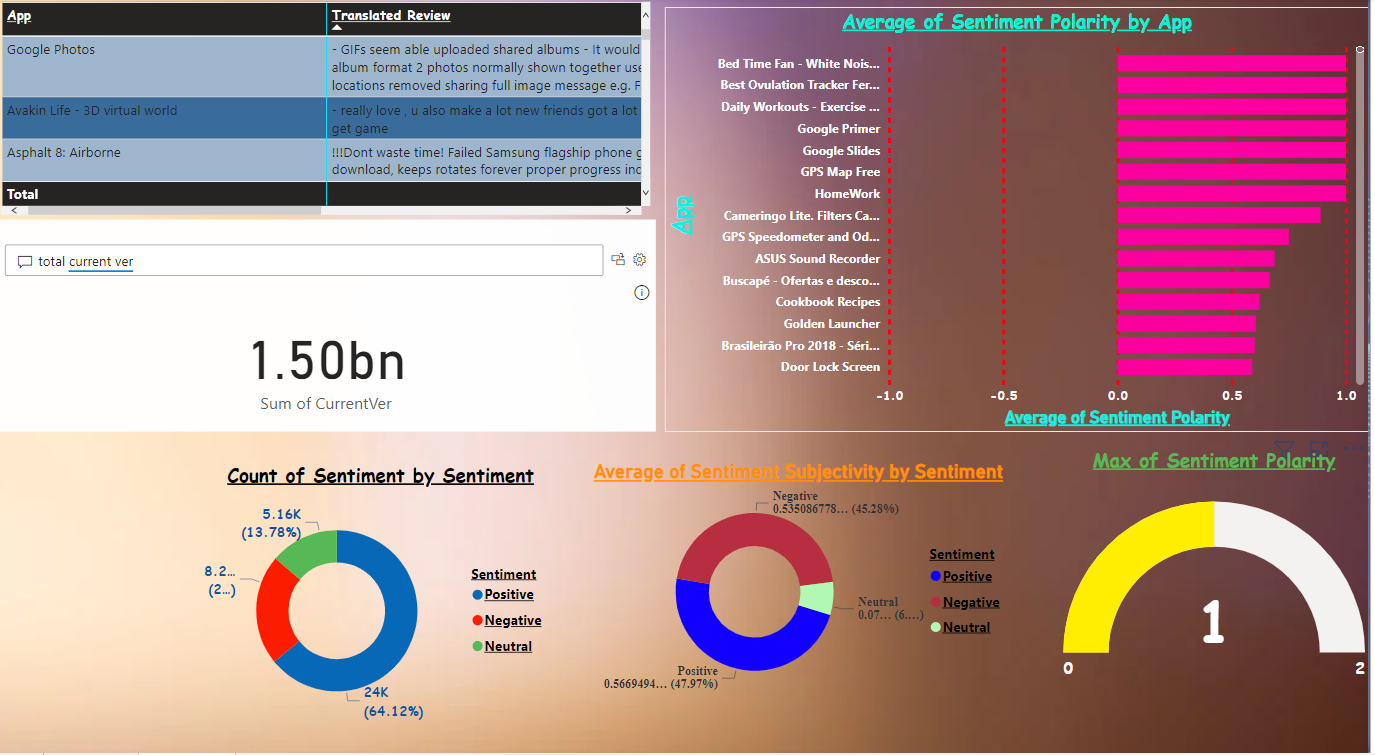 App
Translated Review
Google Photos
- GIFs seem able uploaded shared albums - It would
album format 2 photos normally shown together use
locations removed sharing full image message e.g. F
Avakin Life - 3D virtual world
- really love , u also make a lot new friends got a lot
get game
Asphalt 8: Airborne
!!!Dont waste time! Failed Samsung flagship phone g
download, keeps rotates forever proper progress inc
Total
total current ver
1.50bn
Sum of CurrentVer
Average of Sentiment Polarity by App
App
Bed Time Fan - White Nois...
Best Ovulation Tracker Fer...
Daily Workouts - Exercise ...
Google Primer
Google Slides
GPS Map Free
HomeWork
Cameringo Lite. Filters Ca...
GPS Speedometer and Od...
ASUS Sound Recorder
Buscapé - Ofertas e desco...
Cookbook Recipes
Golden Launcher
Brasileirão Pro 2018 - Séri...
Door Lock Screen
-1.0 -0.5 0.0 0.5 1.0
Average of Sentiment Polarity
Count of Sentiment by Sentiment
5.16K
(13.78%)
8.2...
(2...)
24K
(64.12%)
Sentiment
Positive
Negative
Neutral
Average of Sentiment Subjectivity by Sentiment
Negative
0.535086778... (45.28%)
Neutral
0.07... (6....)
Positive
0.5669494... (47.97%)
Sentiment
Positive
Negative
Neutral
Max of Sentiment Polarity
1
0 2